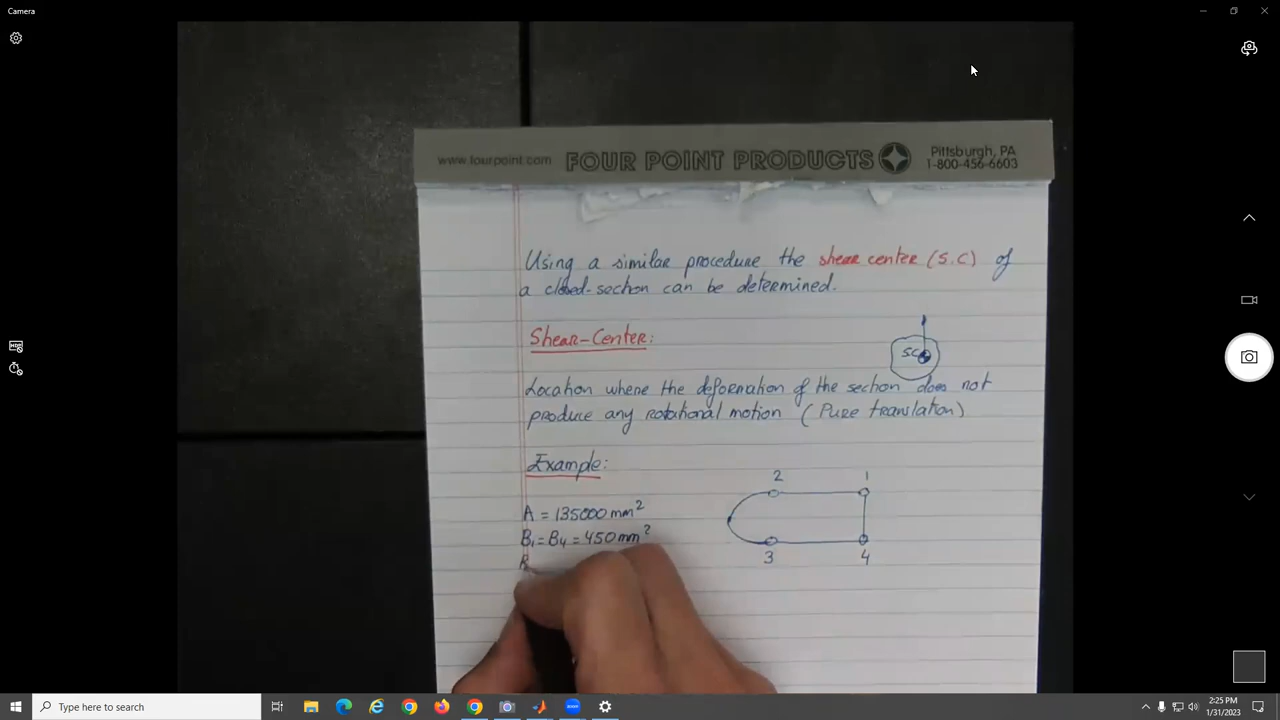 Camera
www.fourpoint.com FOUR POINT PRODUCTS Pittsburgh, PA
1-800-456-6603
Using a similar procedure the shear center (S.C) of
a closed-section can be determined.
Shear-Center:
S.C
Location where the deformation of the section does not
produce any rotational motion (Pure translation)
Example:
2 1
A = 135000 mm²
B₁ = B₄ = 450 mm²
3 4
B
Type here to search
2:25 PM
1/31/2023